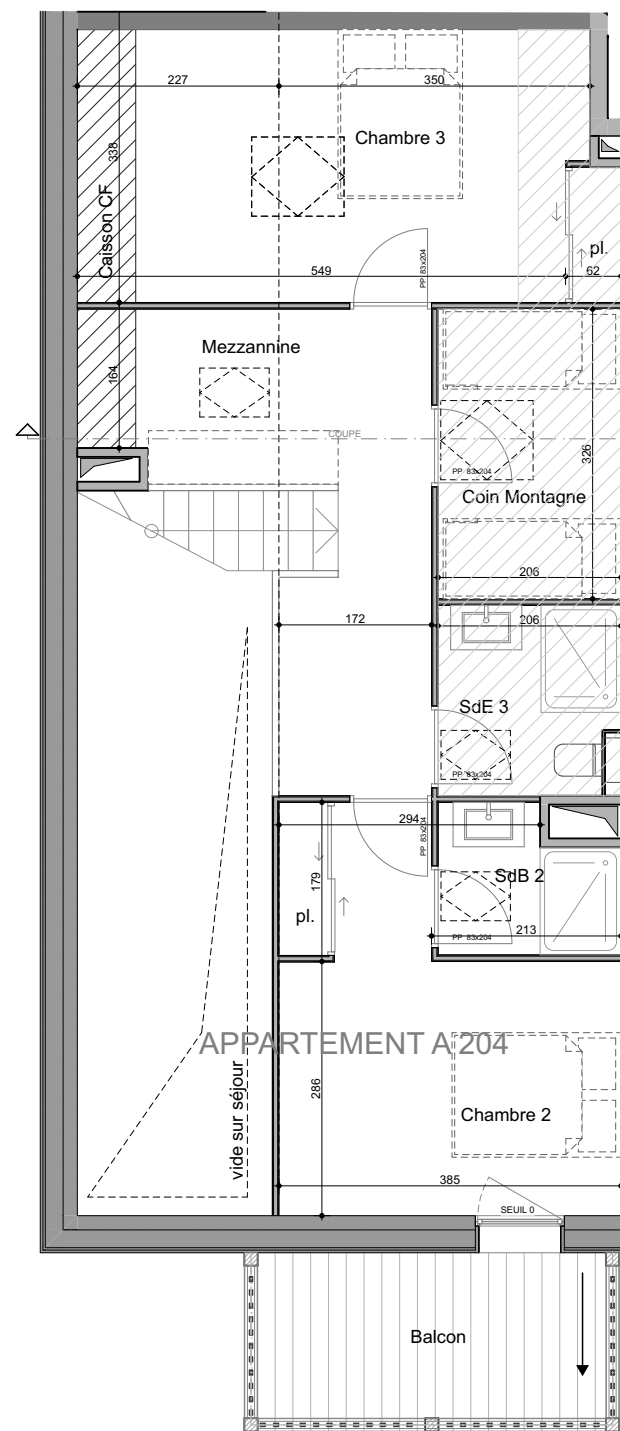 227
350
Chambre 3
338
Caisson CF
PP 83x204
pl.
549
62
Mezzannine
164
COUPE
PP 83x204
326
Coin Montagne
206
172
206
SdE 3
PP 83x204
294
PP 83x204
179
SdB 2
pl.
213
PP 83x204
APPARTEMENT A 204
vide sur séjour
286
Chambre 2
385
SEUIL 0
Balcon